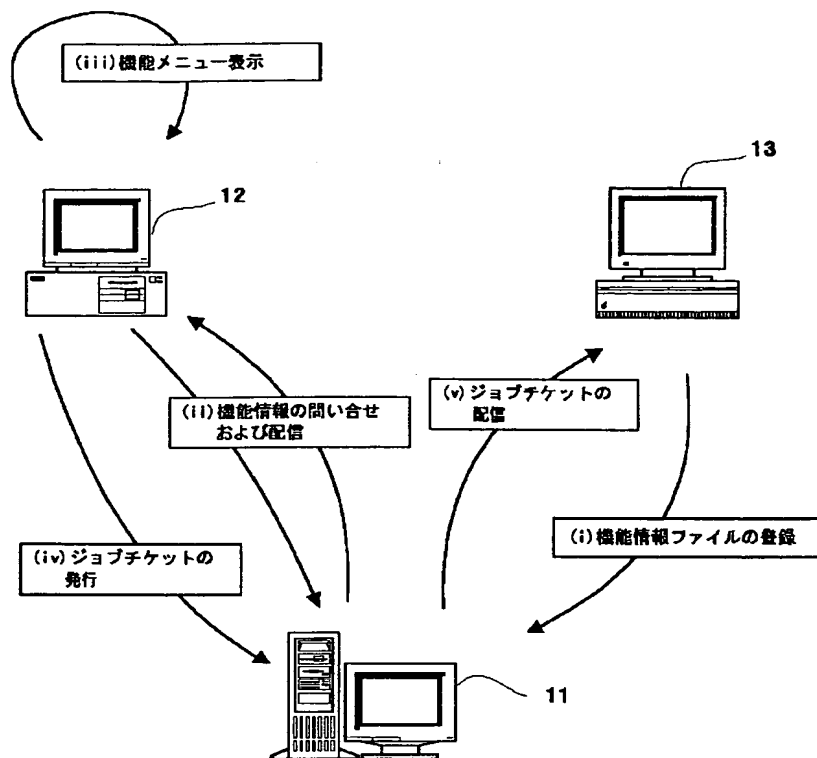 (iii)機能メニュー表示
13
12
(ii)機能情報の問い合せ
および配信
(v)ジョブチケットの
配信
(i)機能情報ファイルの登録
(iv)ジョブチケットの
発行
11